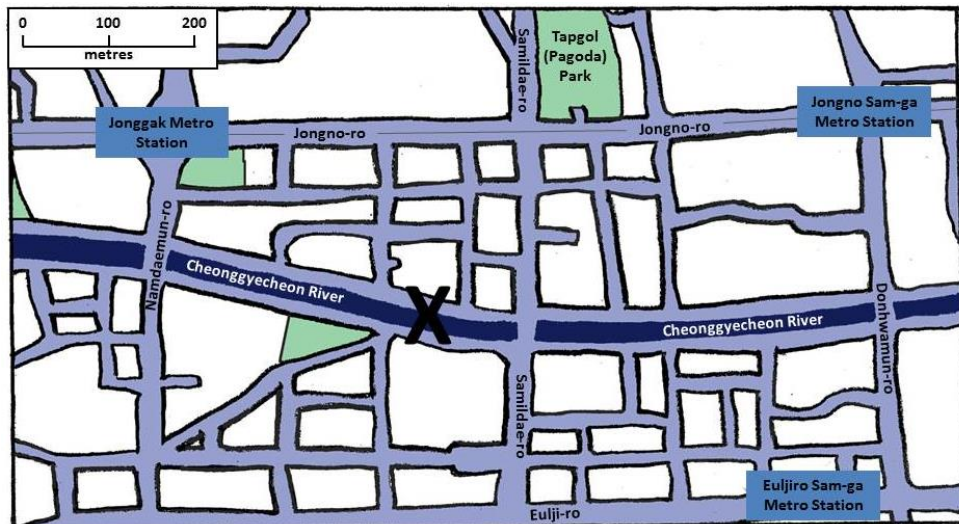 0 100 200
metres
Samildae-ro
Tapgol
(Pagoda)
Park
Jonggak Metro
Station
Jongno-ro
Jongno-ro
Jongno Sam-ga
Metro Station
Namdaemun-ro
Cheonggyecheon River
X
Cheonggyecheon River
Donhwamun-ro
Samildae-ro
Euljiro Sam-ga
Metro Station
Eulji-ro